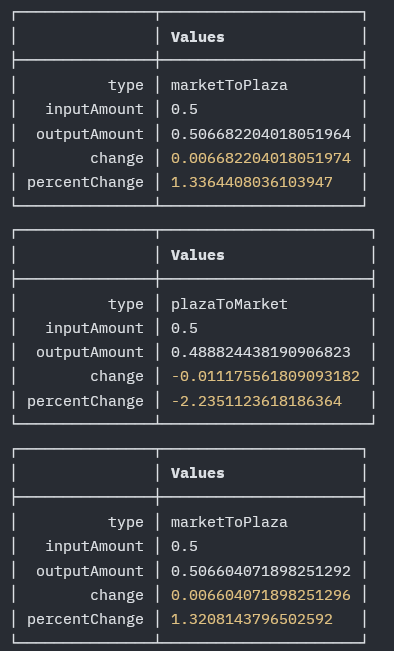 Values
type marketToPlaza
inputAmount 0.5
outputAmount 0.506682204018051964
change 0.006682204018051974
percentChange 1.3364408036103947
Values
type plazaToMarket
inputAmount 0.5
outputAmount 0.488824438190906823
change -0.011175561809093182
percentChange -2.2351123618186364
Values
type marketToPlaza
inputAmount 0.5
outputAmount 0.506604071898251292
change 0.006604071898251296
percentChange 1.3208143796502592